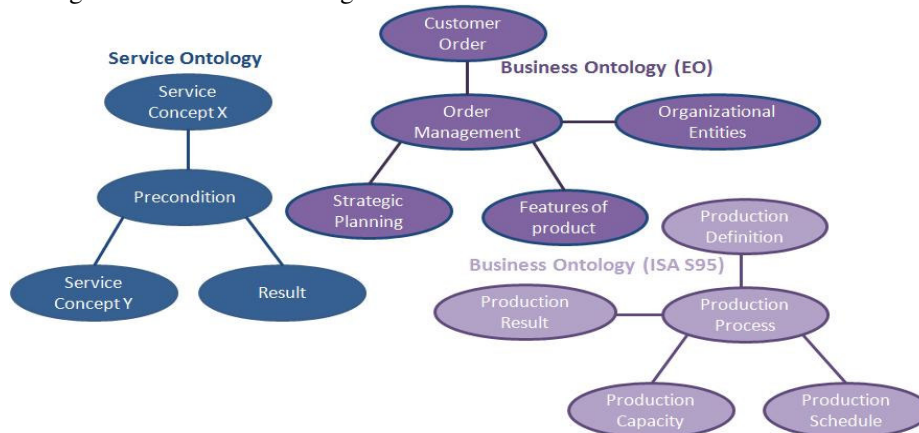 Customer
Order
Service Ontology
Business Ontology (EO)
Service
Concept X
Order
Management
Organizational
Entities
Precondition
Strategic
Planning
Features of
product
Production
Definition
Business Ontology (ISA S95)
Service
Concept Y
Result
Production
Result
Production
Process
Production
Capacity
Production
Schedule